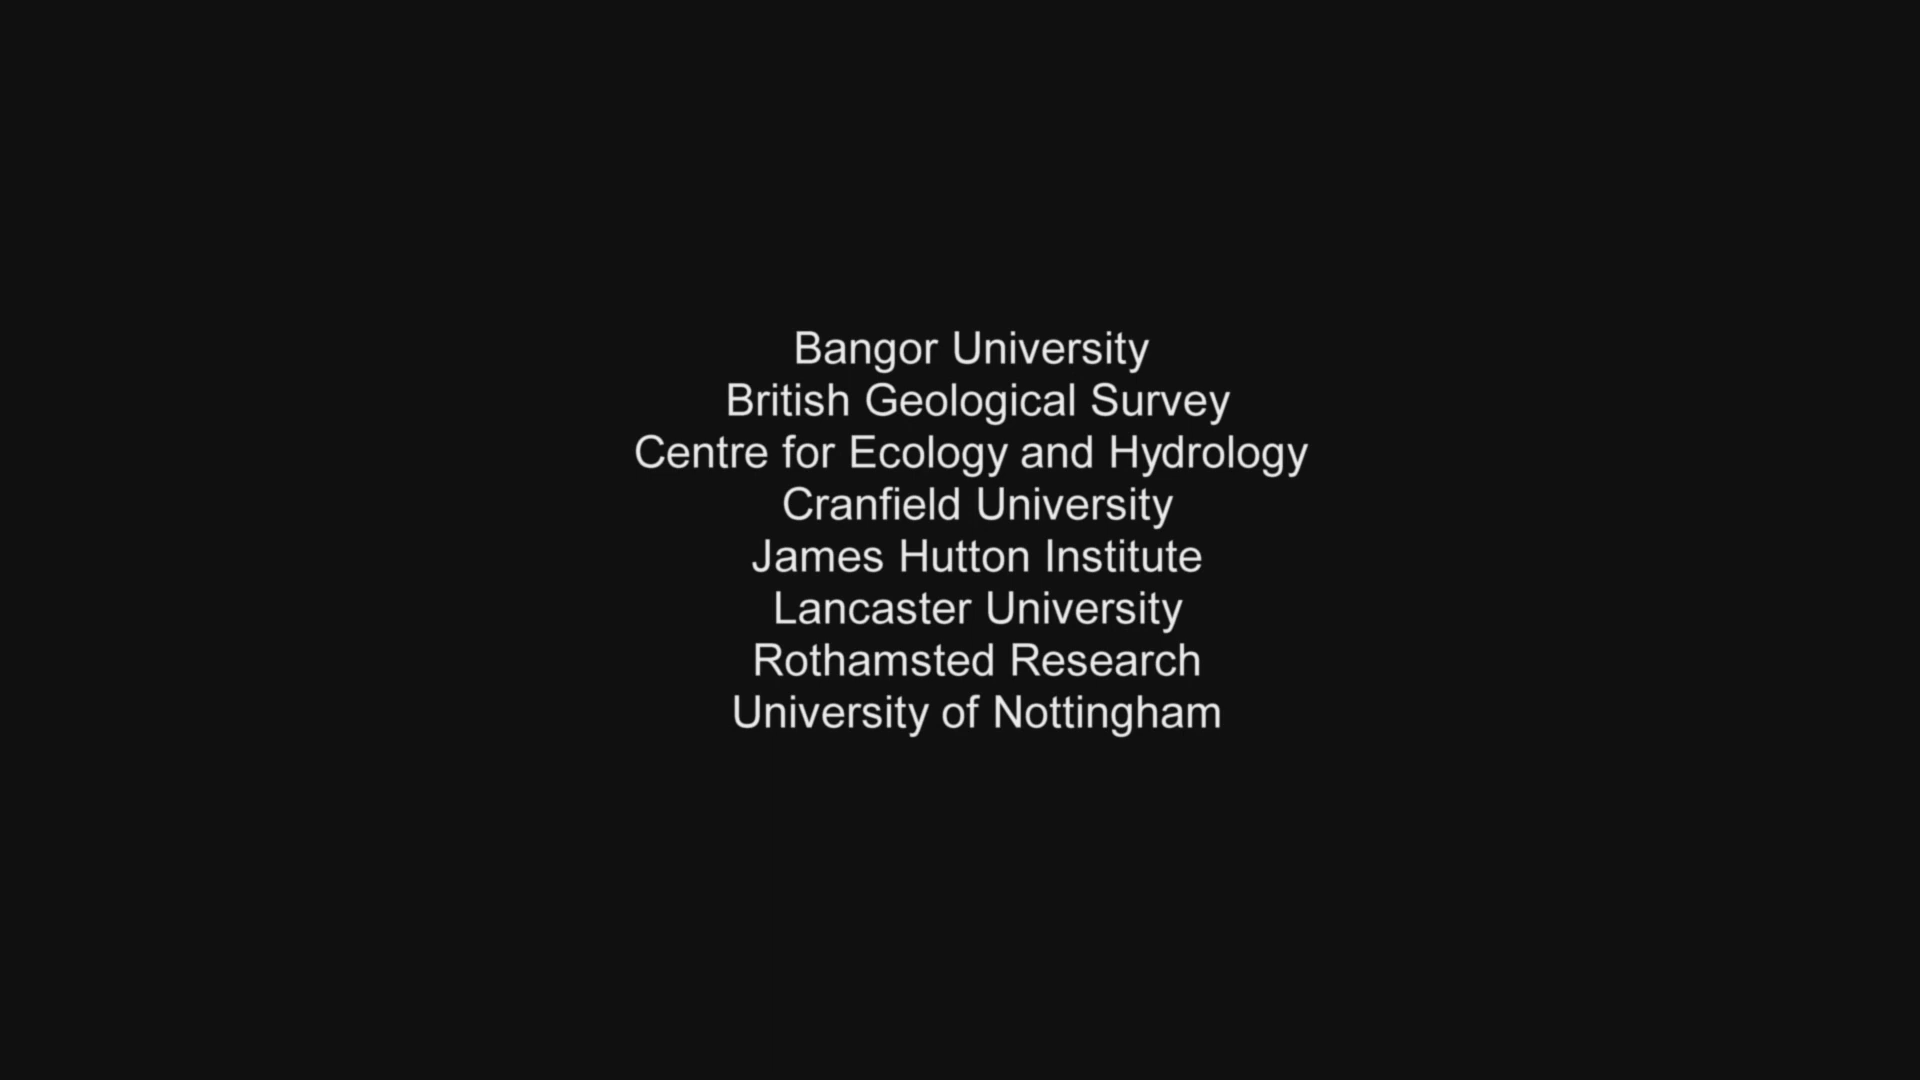 Bangor University
British Geological Survey
Centre for Ecology and Hydrology
Cranfield University
James Hutton Institute
Lancaster University
Rothamsted Research
University of Nottingham